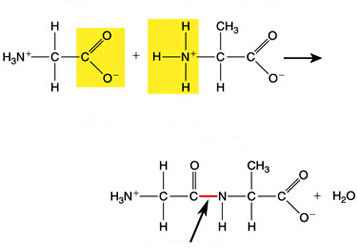 H H CH₃
O O
H₃N⁺ C C + H N⁺ C C
O⁻ O⁻
H H H
H O CH₃
O
H₃N⁺ C C N C C + H₂O
O⁻
H H H